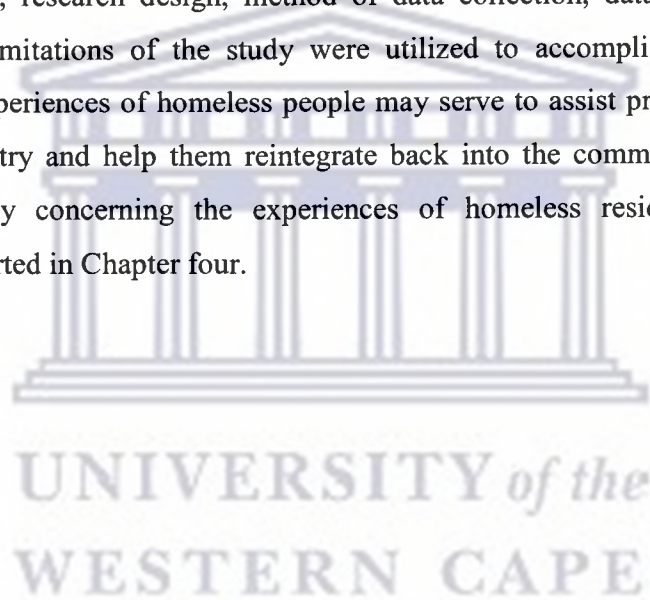 , research design, method of data collection, data
mitations of the study were utilized to accompli
periences of homeless people may serve to assist pr
try and help them reintegrate back into the comm
y concerning the experiences of homeless resid
rted in Chapter four.
UNIVERSITY of the
WESTERN CAPE